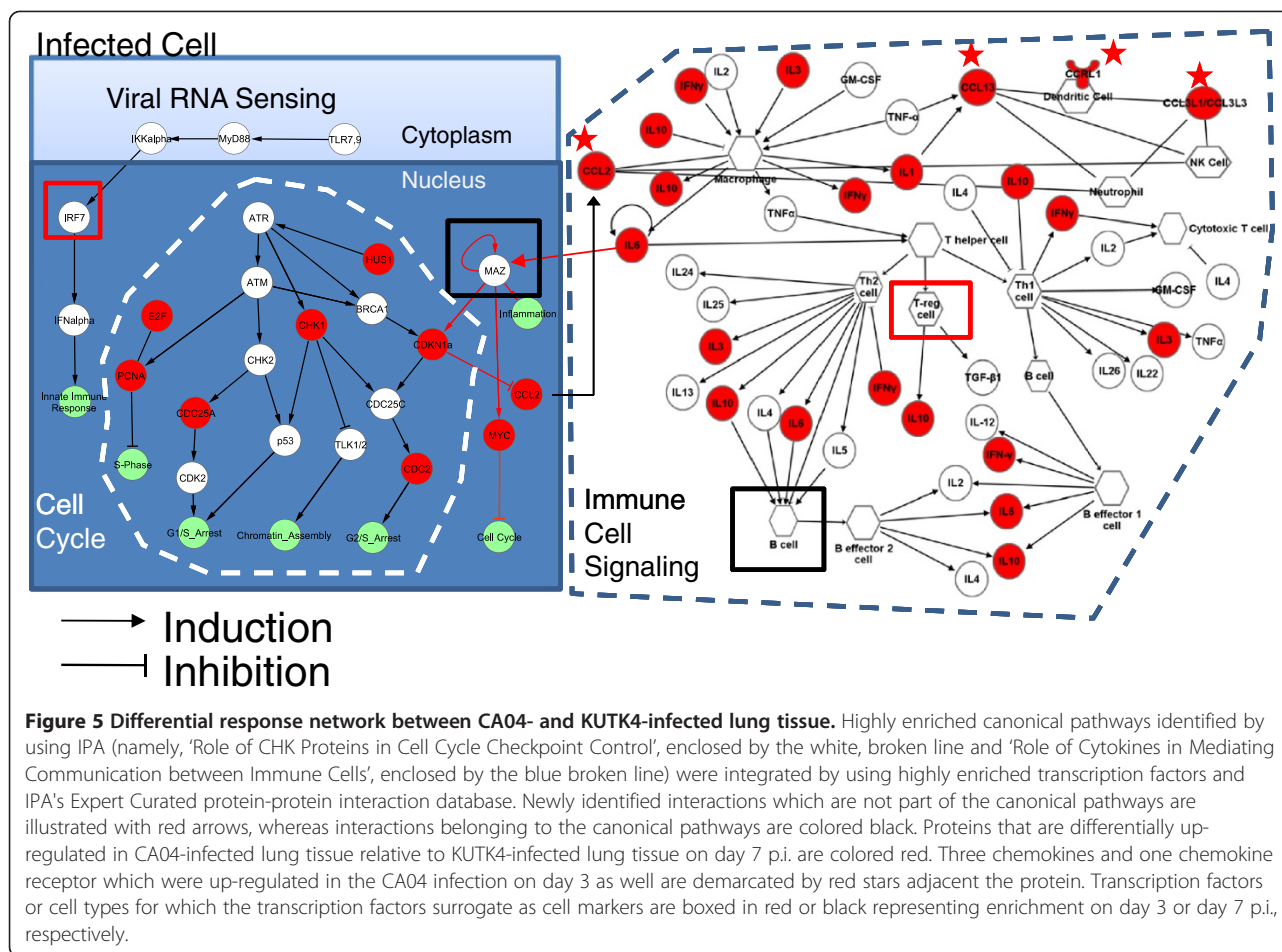 Infected Cell
Viral RNA Sensing
IKKalpha
MyD88
TLR7,9
Cytoplasm
Nucleus
IRF7
ATR
HUS1
MAZ
ATM
IFNalpha
E2F
CHK1
BRCA1
Inflammation
CDKN1a
PCNA
CHK2
CCL2
Innate Immune
Response
CDC25A
CDC25C
MYC
S-Phase
p53
TLK1/2
CDK2
CDC2
Cell
Cycle
G1/S_Arrest
Chromatin_Assembly
G2/S_Arrest
Cell Cycle
IL2
IL3
IFNγ
GM-CSF
CCL13
CCRL1
Dendritic Cell
CCL3L1/CCL3L3
TNF-α
IL10
NK Cell
CCL2
Macrophage
IL1
IL10
IL10
IFNγ
IL4
Neutrophil
TNFα
IFNγ
Cytotoxic T cell
IL6
T helper cell
IL2
IL24
Th2
cell
T-reg
cell
Th1
cell
GM-CSF
IL4
IL25
IL3
IL3
TNFα
IL13
IL10
IL4
IL6
IFNγ
IL10
TGF-β1
B cell
IL26
IL22
IL5
IL-12
IFN-γ
IL2
B effector 1
cell
IL6
B cell
B effector 2
cell
IL10
IL4
Immune
Cell
Signaling
Induction
Inhibition
Figure 5 Differential response network between CA04- and KUTK4-infected lung tissue. Highly enriched canonical pathways identified by
using IPA (namely, 'Role of CHK Proteins in Cell Cycle Checkpoint Control', enclosed by the white, broken line and 'Role of Cytokines in Mediating
Communication between Immune Cells', enclosed by the blue broken line) were integrated by using highly enriched transcription factors and
IPA's Expert Curated protein-protein interaction database. Newly identified interactions which are not part of the canonical pathways are
illustrated with red arrows, whereas interactions belonging to the canonical pathways are colored black. Proteins that are differentially up-
regulated in CA04-infected lung tissue relative to KUTK4-infected lung tissue on day 7 p.i. are colored red. Three chemokines and one chemokine
receptor which were up-regulated in the CA04 infection on day 3 as well are demarcated by red stars adjacent the protein. Transcription factors
or cell types for which the transcription factors surrogate as cell markers are boxed in red or black representing enrichment on day 3 or day 7 p.i.,
respectively.